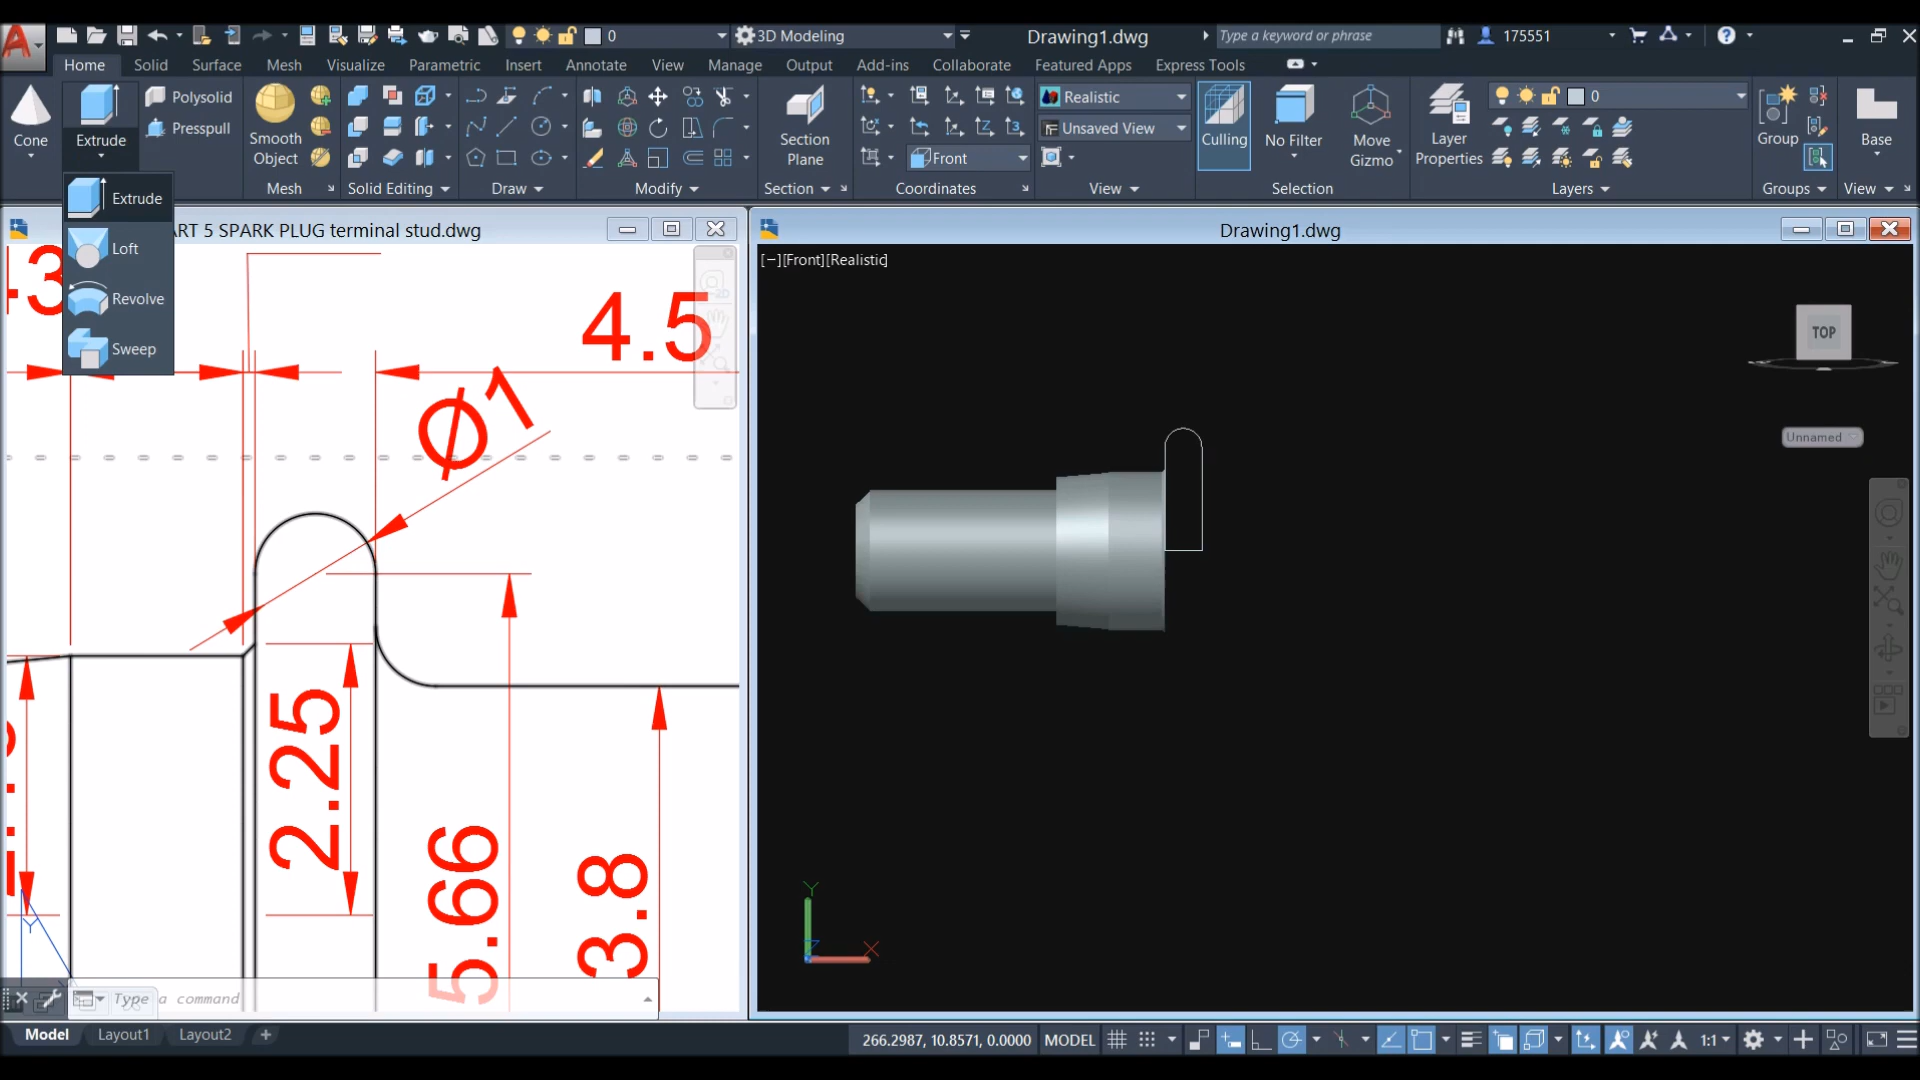 0
3D Modeling
Drawing1.dwg
Type a keyword or phrase
175551
Home Solid Surface Mesh Visualize Parametric Insert Annotate View Manage Output Add-ins Collaborate Featured Apps Express Tools
Cone
Extrude
Polysolid
Presspull
Smooth
Object
Section
Plane
Realistic
Unsaved View
Front
Culling
No Filter
Move
Gizmo
Layer
Properties
0
Group
Base
Mesh
Solid Editing
Draw
Modify
Section
Coordinates
View
Selection
Layers
Groups
View
Extrude
Loft
Revolve
Sweep
ART 5 SPARK PLUG terminal stud.dwg
Drawing1.dwg
[−][Front][Realistic]
TOP
Unnamed
4.5
Ø1
2.25
5.66
3.8
Y
Y
X
Type a command
Model Layout1 Layout2 +
266.2987, 10.8571, 0.0000 MODEL 1:1